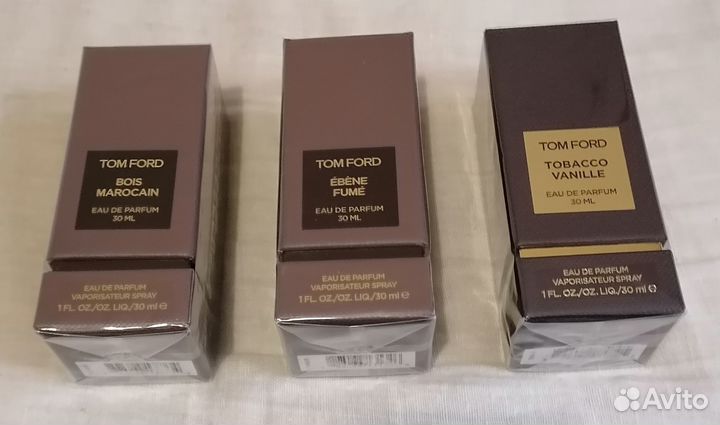 TOM FORD
BOIS
MAROCAIN
EAU DE PARFUM
30 ML
EAU DE PARFUM
VAPORISATEUR SPRAY
1 FL. OZ./OZ. LIQ./30 ml ℮
TOM FORD
ÉBÈNE
FUMÉ
EAU DE PARFUM
30 ML
EAU DE PARFUM
VAPORISATEUR SPRAY
1 FL. OZ./OZ. LIQ./30 ml ℮
TOM FORD
TOBACCO
VANILLE
EAU DE PARFUM
30 ML
EAU DE PARFUM
VAPORISATEUR SPRAY
1 FL. OZ./OZ. LIQ./30 ml ℮
Avito